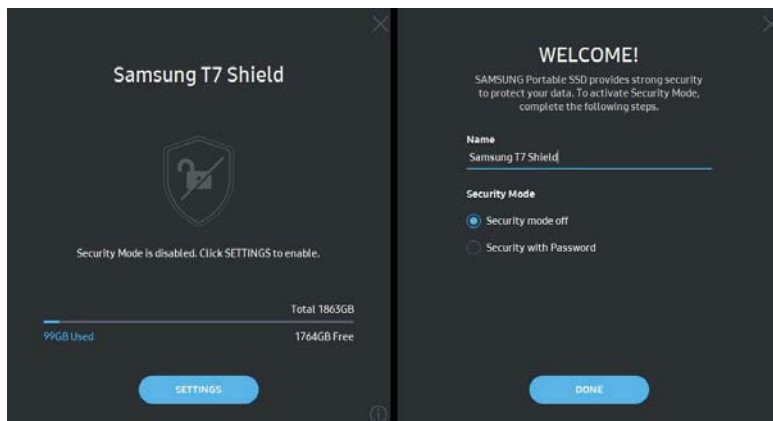 Samsung T7 Shield
Security Mode is disabled. Click SETTINGS to enable.
Total 1863GB
99GB Used
1764GB Free
SETTINGS
WELCOME!
SAMSUNG Portable SSD provides strong security
to protect your data. To activate Security Mode,
complete the following steps.
Name
Samsung T7 Shield
Security Mode
Security mode off
Security with Password
DONE